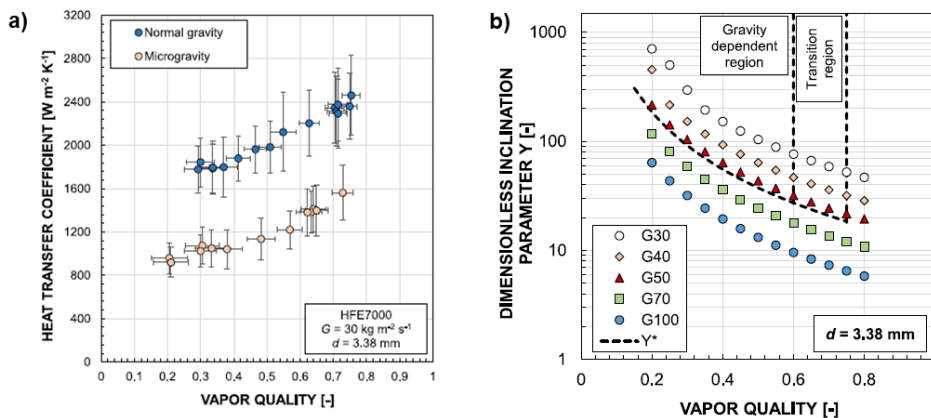 a)
HEAT TRANSFER COEFFICIENT [W m⁻² K⁻¹]
3600
3200
2800
2400
2000
1600
1200
800
400
0
Normal gravity
Microgravity
HFE7000
G = 30 kg m⁻² s⁻¹
d = 3.38 mm
0 0,1 0,2 0,3 0,4 0,5 0,6 0,7 0,8 0,9 1
VAPOR QUALITY [-]
b)
DIMENSIONLESS INCLINATION
PARAMETER Y [-]
1000
100
10
1
Gravity
dependent
region
Transition
region
G30
G40
G50
G70
G100
Y*
d = 3.38 mm
0 0.2 0.4 0.6 0.8 1
VAPOR QUALITY [-]